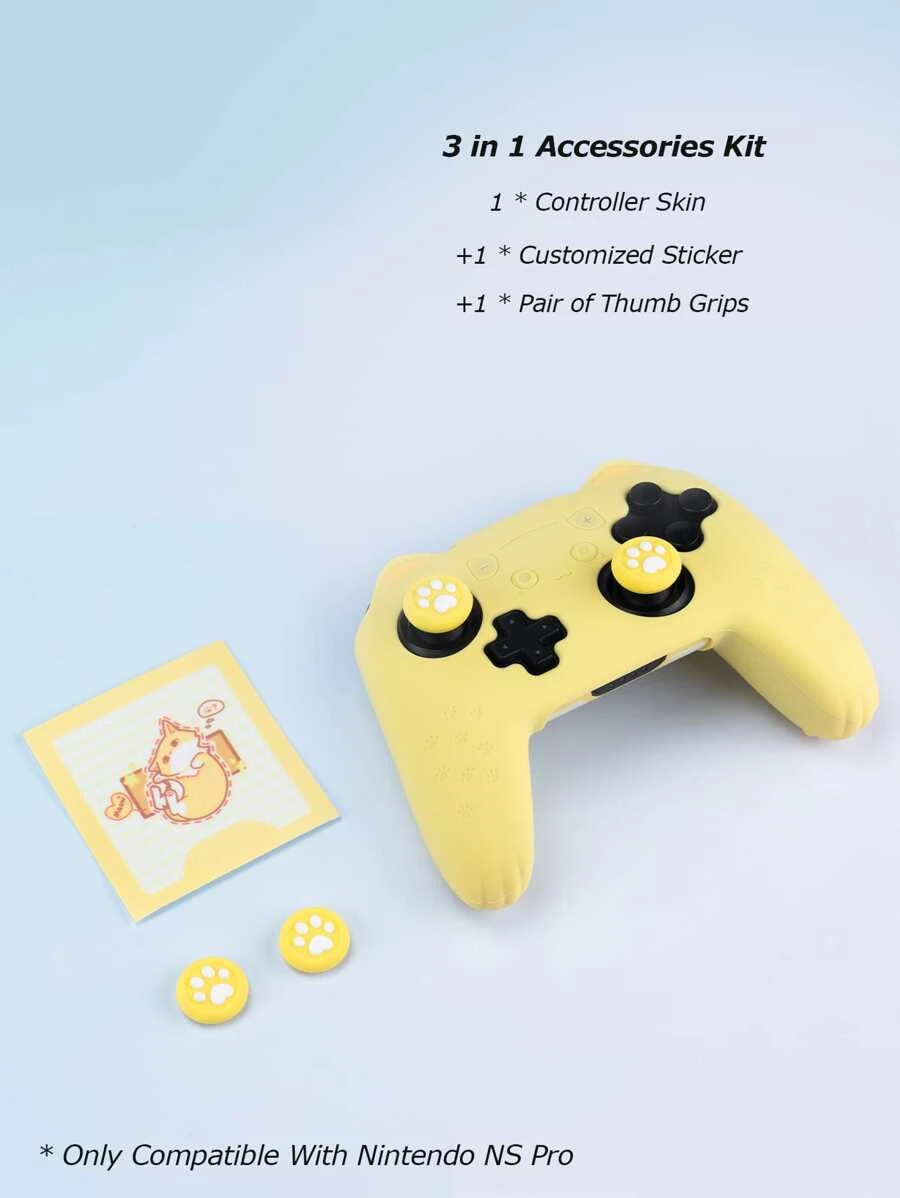 3 in 1 Accessories Kit
1 * Controller Skin
+1 * Customized Sticker
+1 * Pair of Thumb Grips
* Only Compatible With Nintendo NS Pro